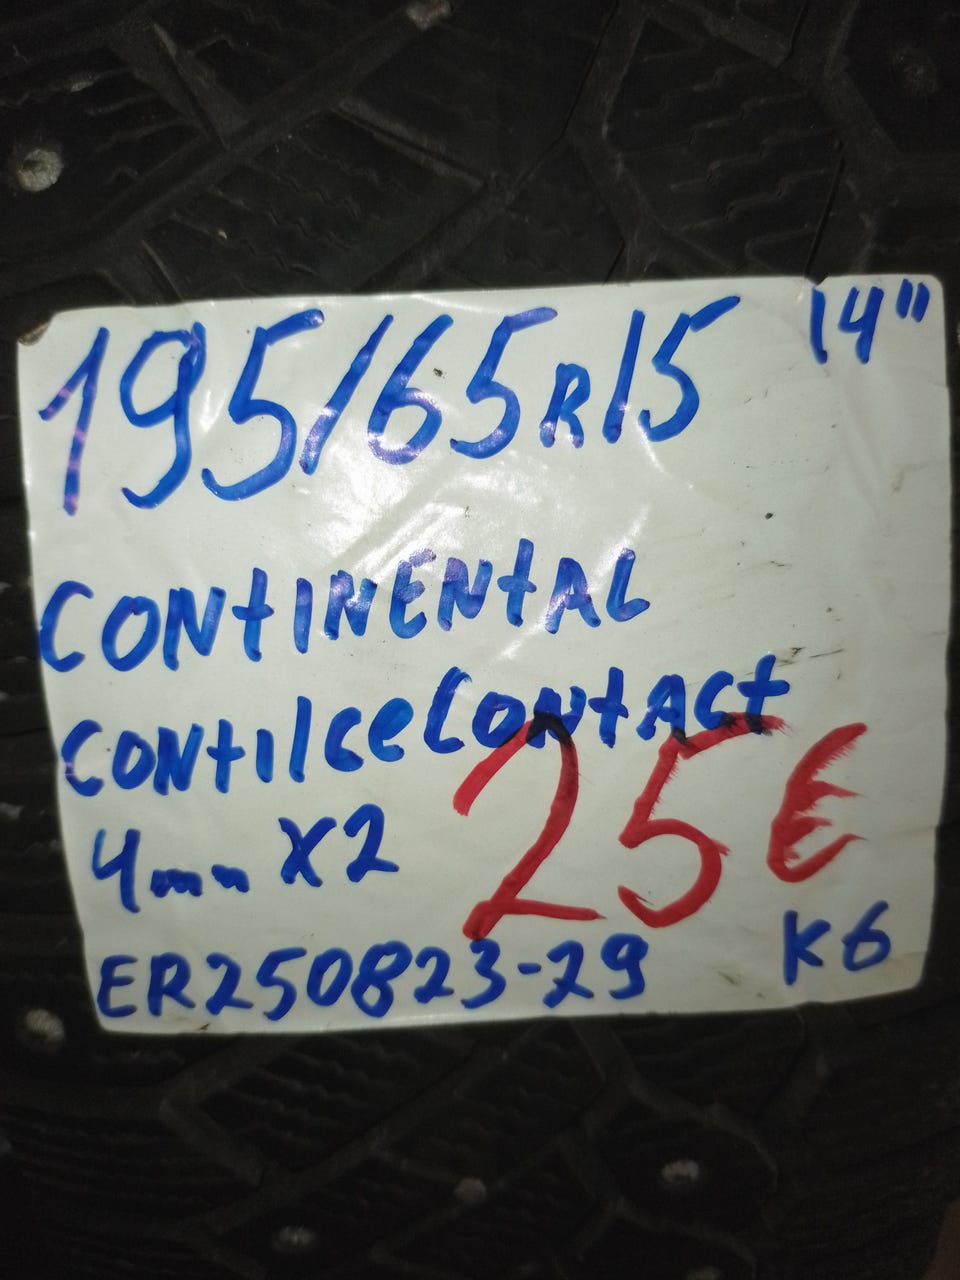 195/65R15 14"
CONtINENtAL
CONtiIceContAct
4mm X2
25€
ER250823-29 K6